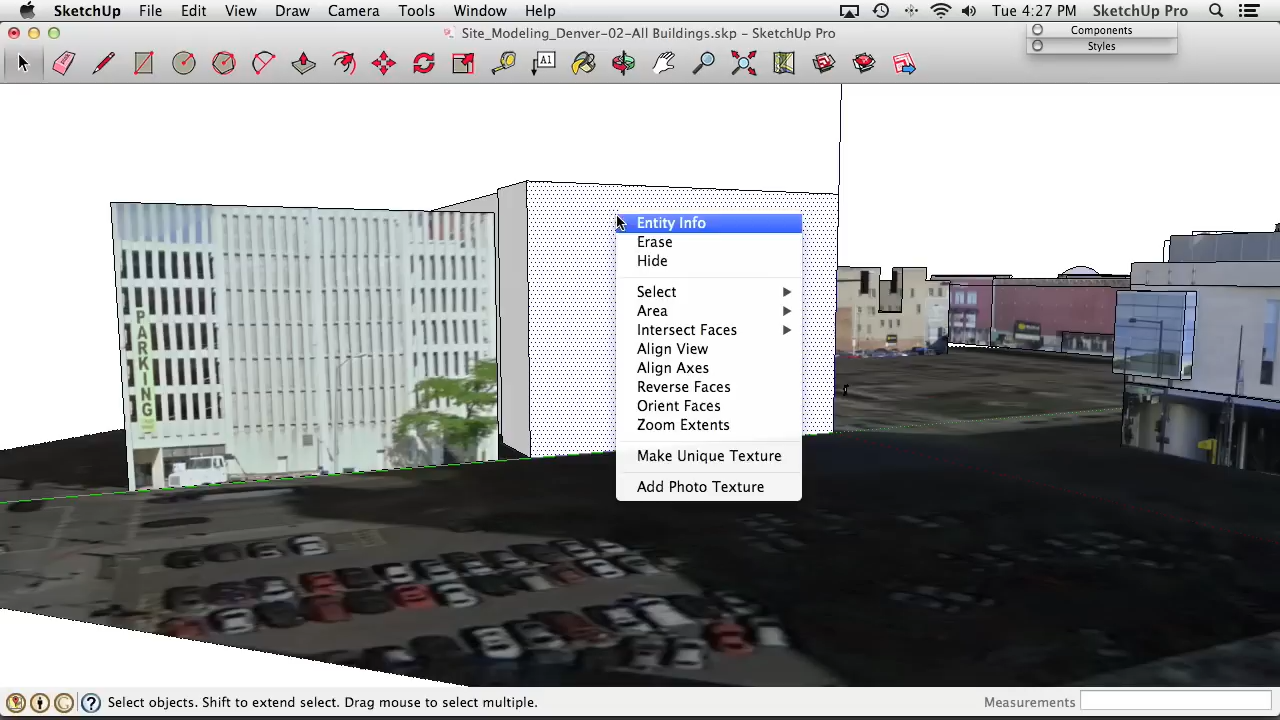 SketchUp File Edit View Draw Camera Tools Window Help Tue 4:27 PM SketchUp Pro
Site_Modeling_Denver-02-All Buildings.skp - SketchUp Pro
Components
Styles
A1
PARKING
Entity Info
Erase
Hide
Select
Area
Intersect Faces
Align View
Align Axes
Reverse Faces
Orient Faces
Zoom Extents
Make Unique Texture
Add Photo Texture
Select objects. Shift to extend select. Drag mouse to select multiple.
Measurements